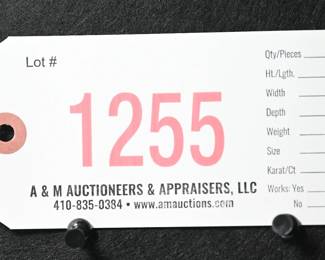 Lot #
1255
A & M AUCTIONEERS & APPRAISERS, LLC
410-835-0384 • www.amauctions.com
Qty/Pieces
Ht./Lgth.
Width
Depth
Weight
Size
Karat/Ct
Works: Yes
No